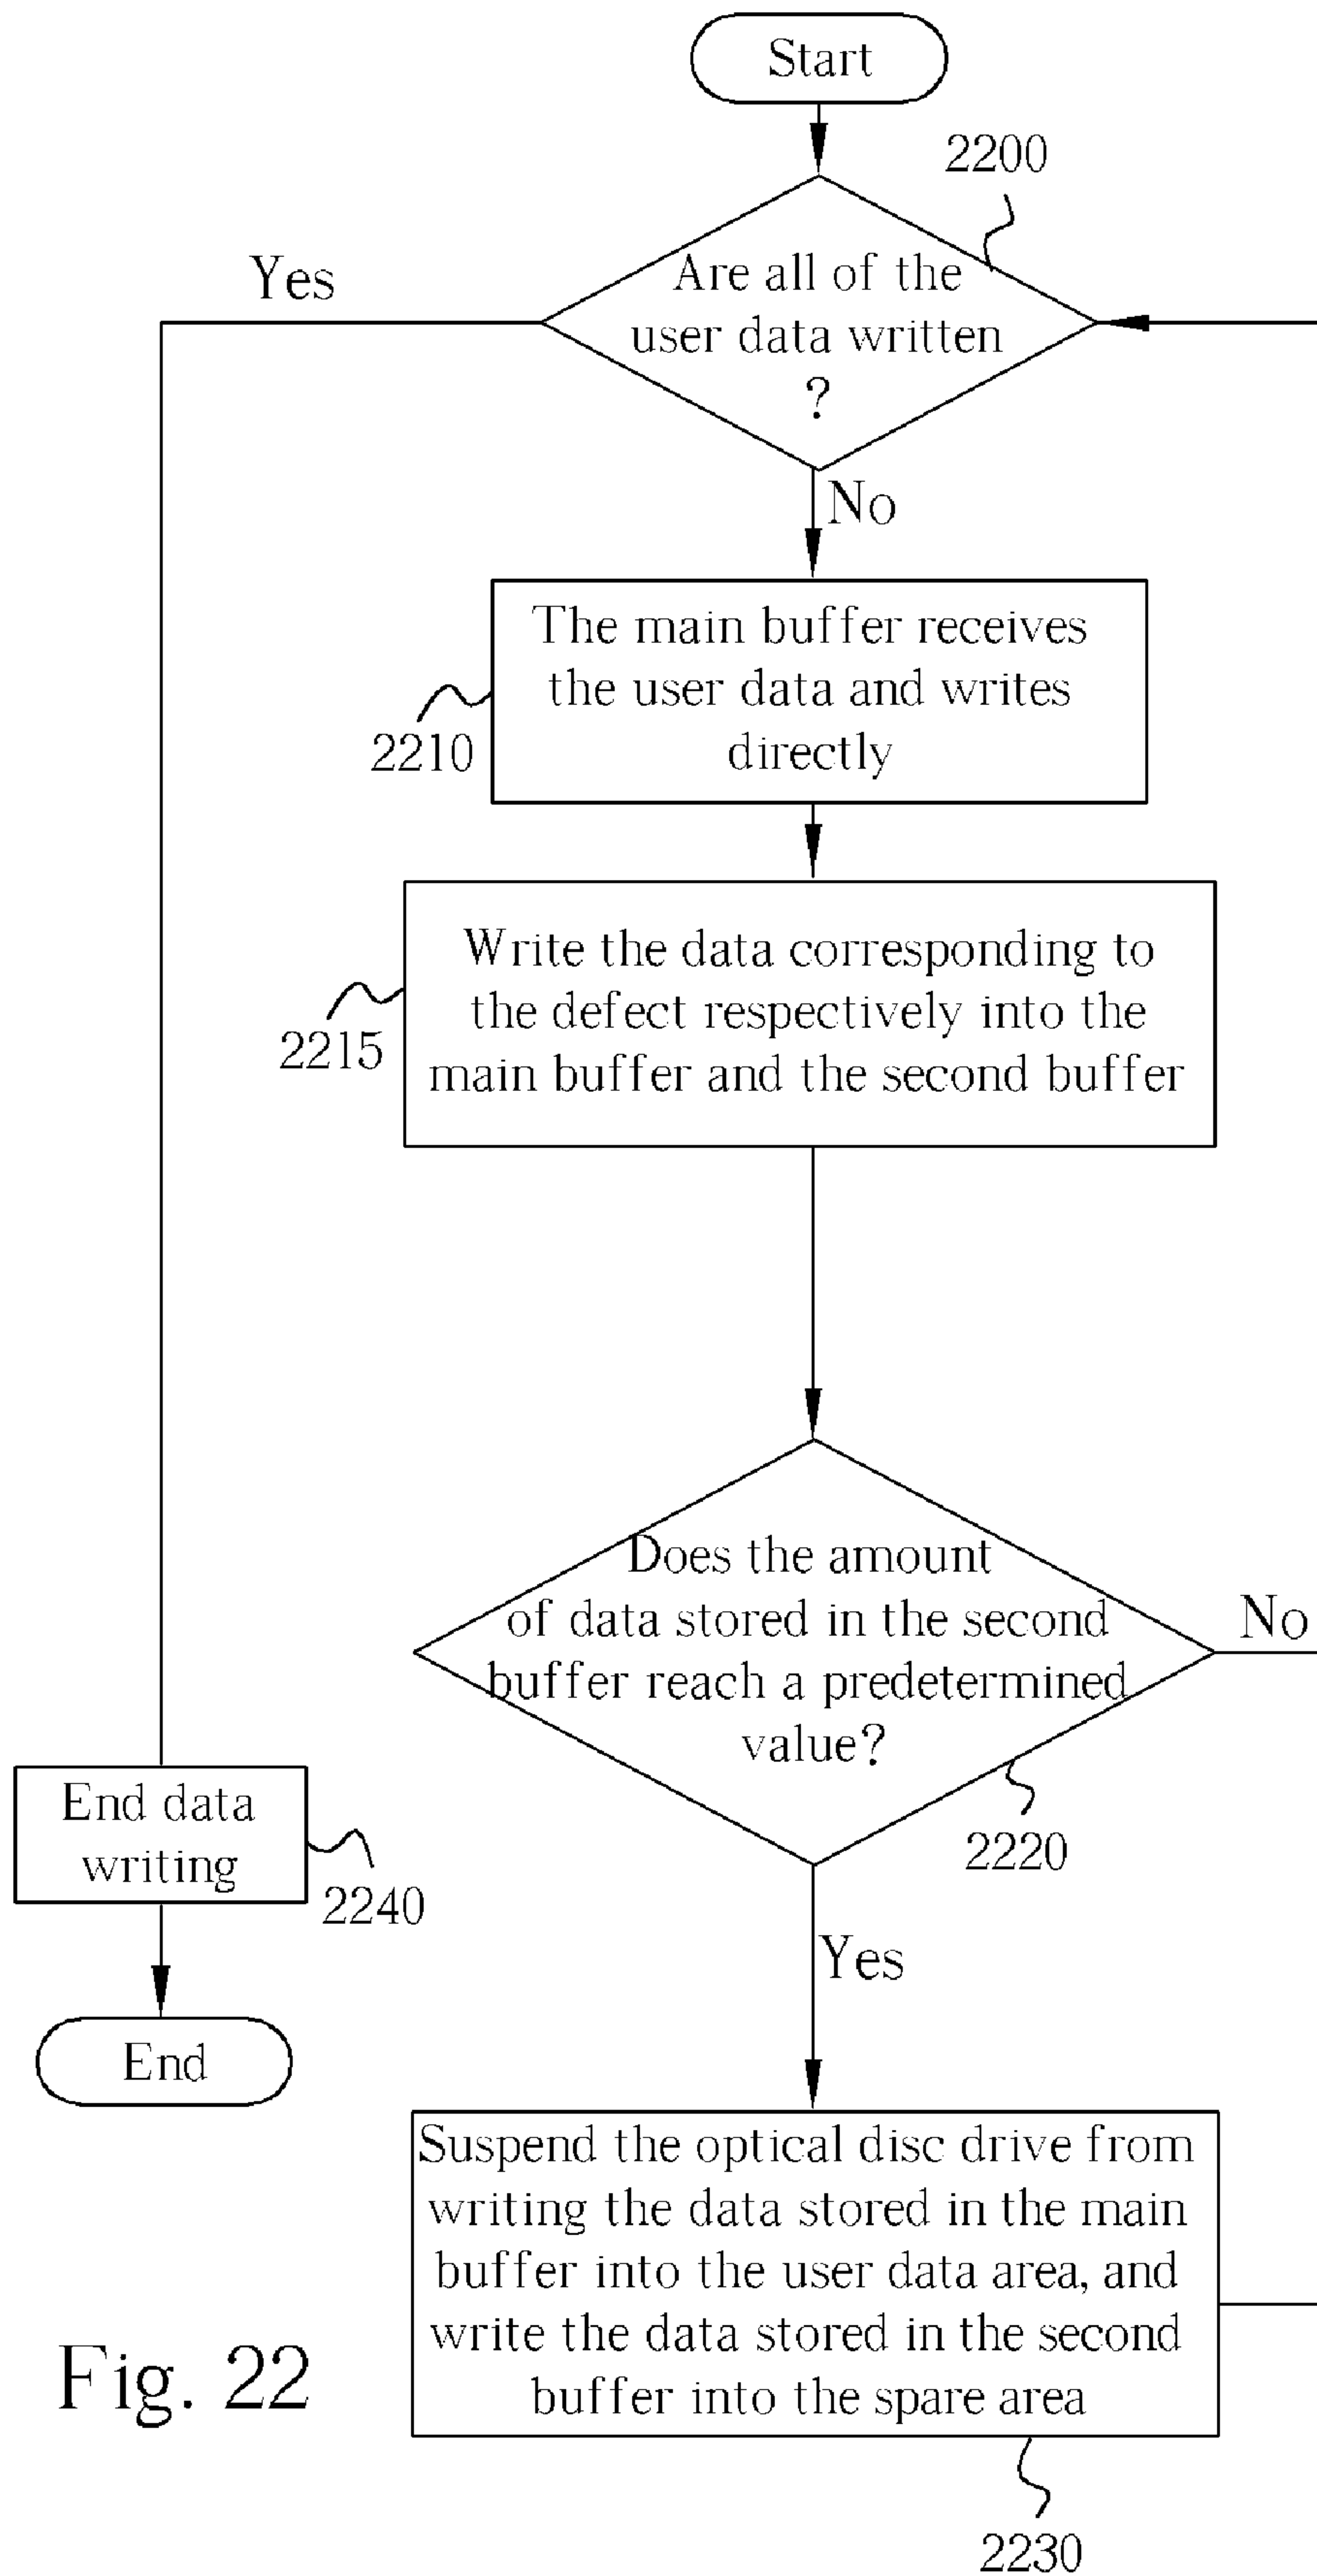 Start
2200
Yes
Are all of the
user data written
?
No
The main buffer receives
the user data and writes
directly
2210
Write the data corresponding to
the defect respectively into the
main buffer and the second buffer
2215
Does the amount
of data stored in the second
buffer reach a predetermined
value?
No
2220
End data
writing
2240
Yes
End
Suspend the optical disc drive from
writing the data stored in the main
buffer into the user data area, and
write the data stored in the second
buffer into the spare area
2230
Fig. 22